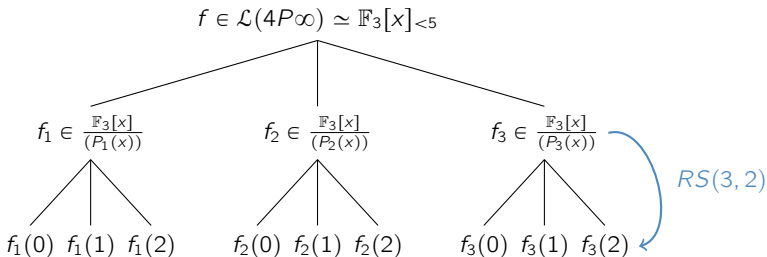 f ∈ ℒ(4P∞) ≃ 𝔽₃[x]<5
f₁ ∈ 𝔽₃[x]/(P₁(x)) f₂ ∈ 𝔽₃[x]/(P₂(x)) f₃ ∈ 𝔽₃[x]/(P₃(x))
RS(3, 2)
f₁(0) f₁(1) f₁(2) f₂(0) f₂(1) f₂(2) f₃(0) f₃(1) f₃(2)